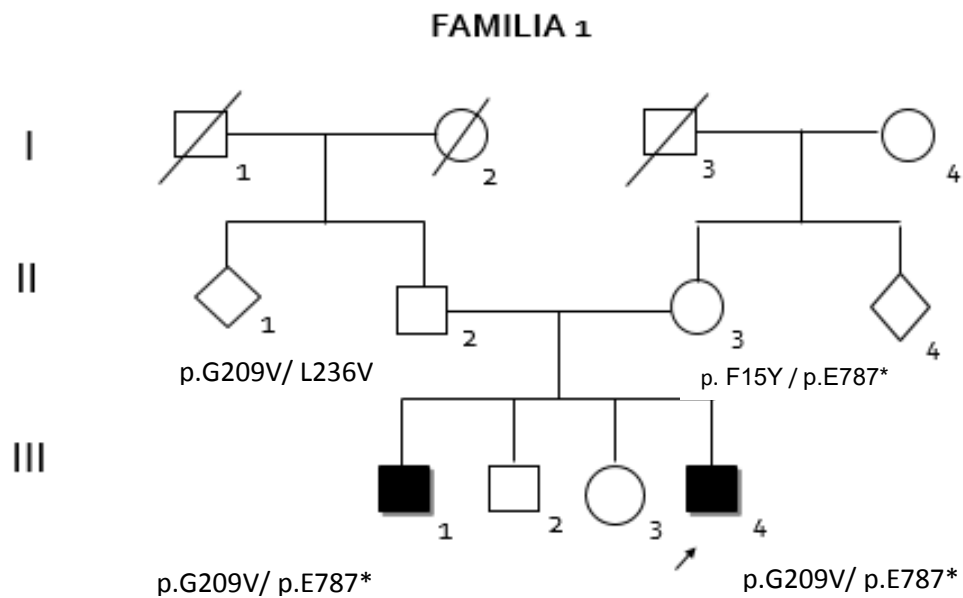 FAMILIA 1
I
1
2
3
4
II
1
2
3
4
p.G209V/ L236V
p. F15Y / p.E787*
III
1
2
3
4
p.G209V/ p.E787*
p.G209V/ p.E787*